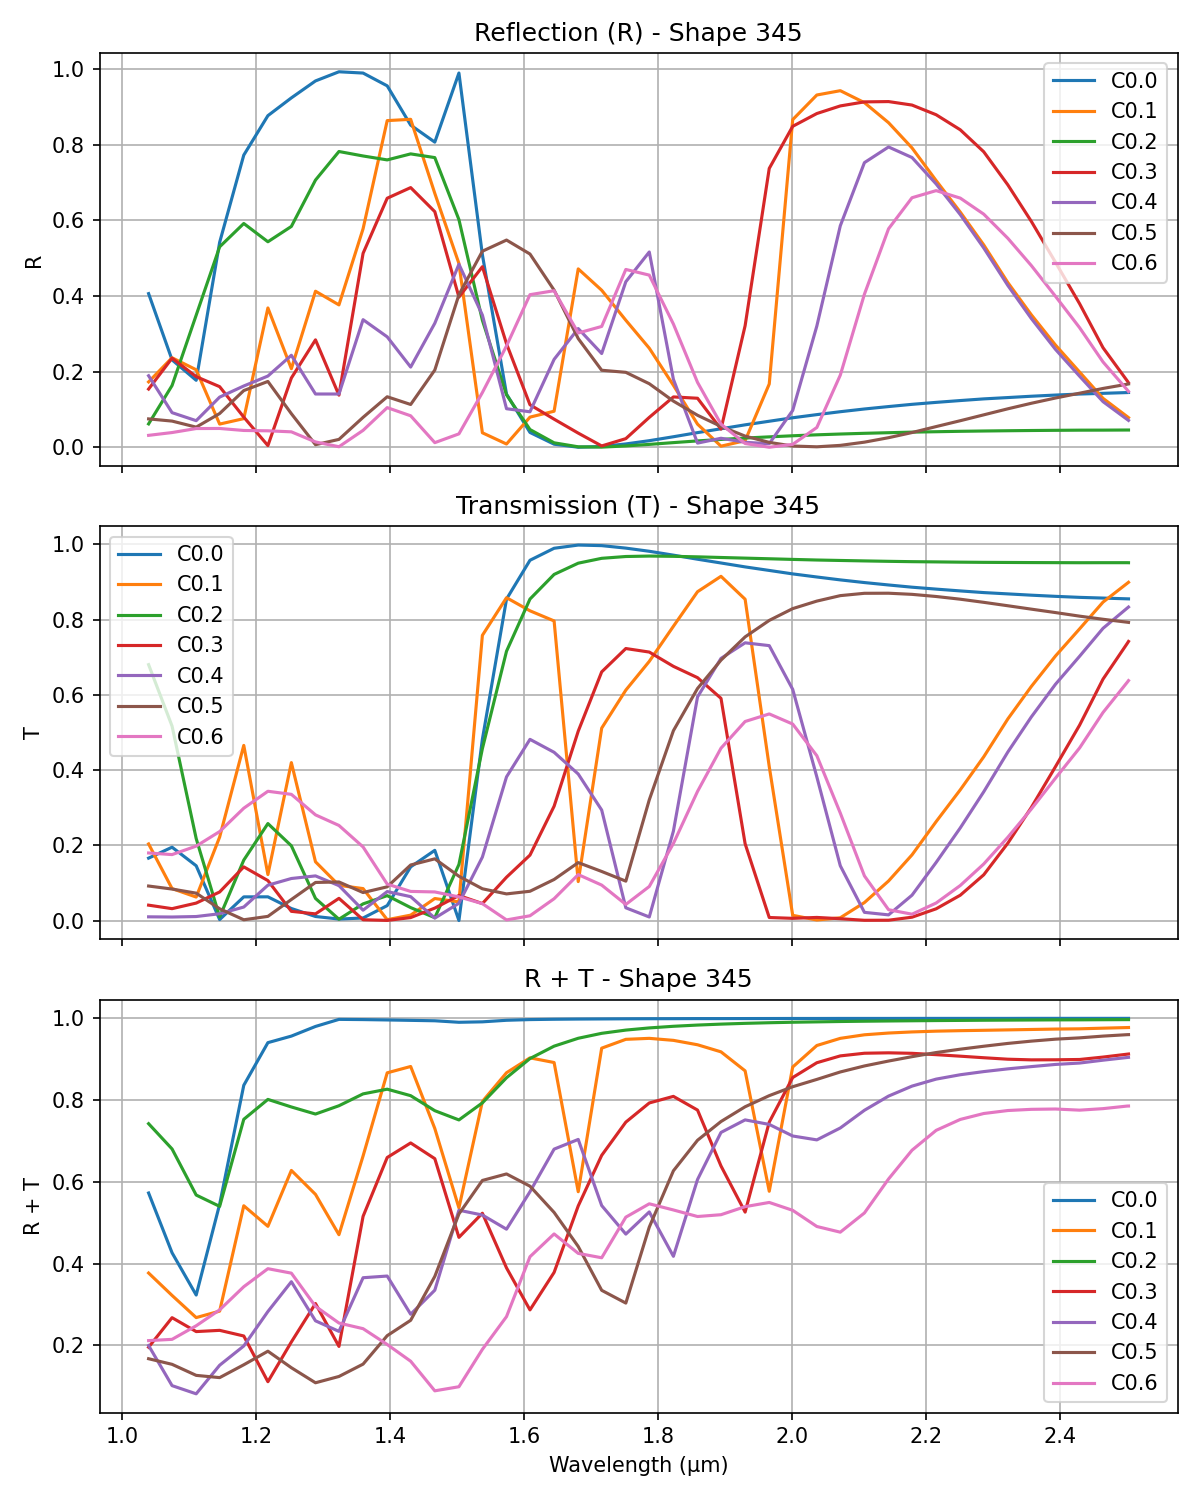 Reflection (R) - Shape 345
1.0
0.8
0.6
0.4
0.2
0.0
R
C0.0
C0.1
C0.2
C0.3
C0.4
C0.5
C0.6
Transmission (T) - Shape 345
1.0
0.8
0.6
0.4
0.2
0.0
T
C0.0
C0.1
C0.2
C0.3
C0.4
C0.5
C0.6
R + T - Shape 345
1.0
0.8
0.6
0.4
0.2
R + T
C0.0
C0.1
C0.2
C0.3
C0.4
C0.5
C0.6
1.0 1.2 1.4 1.6 1.8 2.0 2.2 2.4
Wavelength (µm)